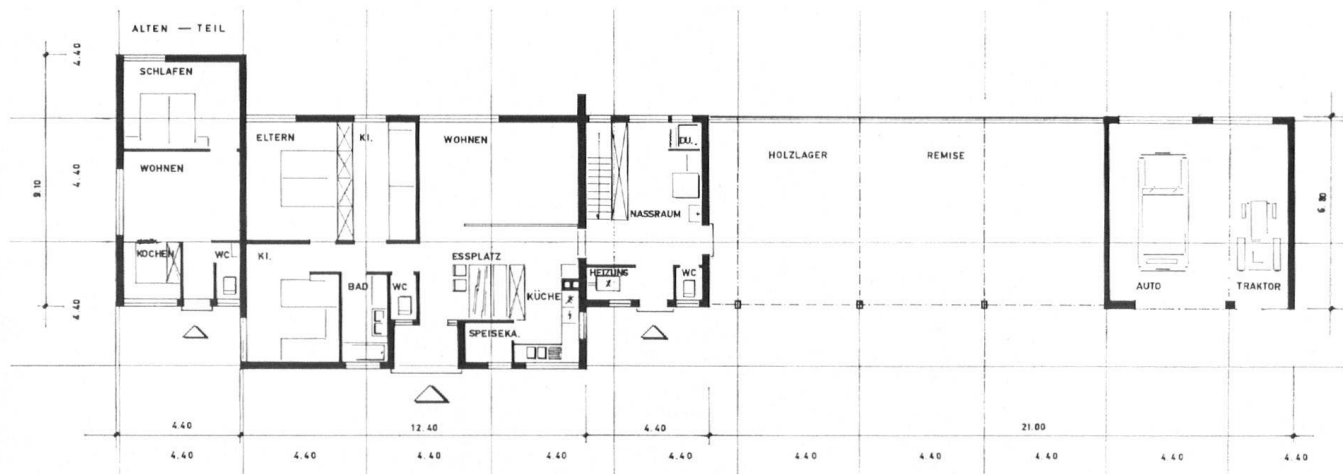 ALTEN — TEIL
4.40
SCHLAFEN
ELTERN
KI.
WOHNEN
DU.
HOLZLAGER
REMISE
WOHNEN
4.40
9.10
6.80
NASSRAUM
KOCHEN
WC
KI.
ESSPLATZ
HEIZUNG
WC
BAD
WC
KÜCHE
AUTO
TRAKTOR
4.40
SPEISEKA.
4.40
12.40
4.40
21.00
4.40 4.40 4.40 4.40 4.40 4.40 4.40 4.40 4.40 4.40